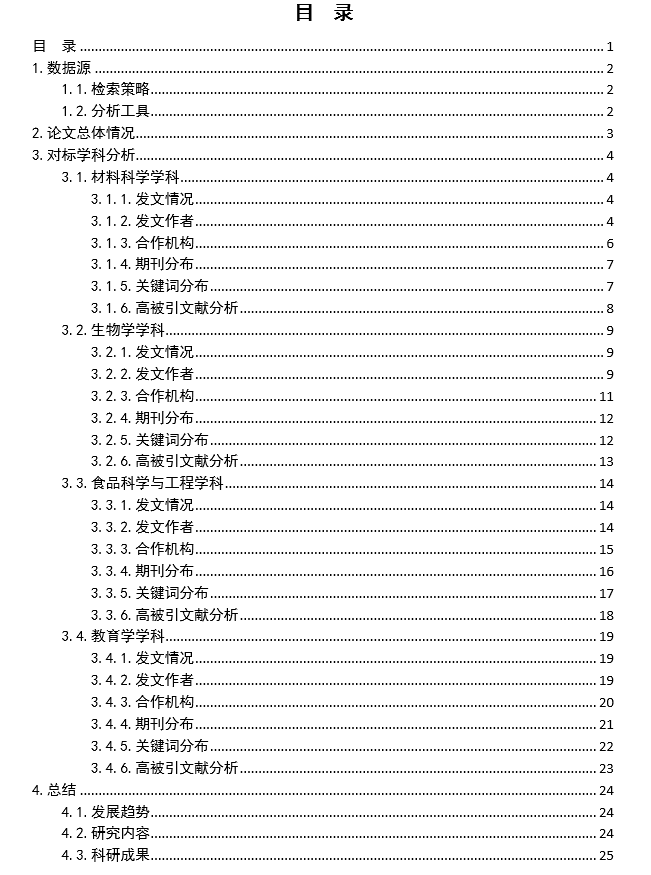 目 录
目 录 1
1.数据源 2
1.1.检索策略 2
1.2.分析工具 2
2.论文总体情况 3
3.对标学科分析 4
3.1.材料科学学科 4
3.1.1.发文情况 4
3.1.2.发文作者 4
3.1.3.合作机构 6
3.1.4.期刊分布 7
3.1.5.关键词分布 7
3.1.6.高被引文献分析 8
3.2.生物学学科 9
3.2.1.发文情况 9
3.2.2.发文作者 9
3.2.3.合作机构 11
3.2.4.期刊分布 12
3.2.5.关键词分布 12
3.2.6.高被引文献分析 13
3.3.食品科学与工程学科 14
3.3.1.发文情况 14
3.3.2.发文作者 14
3.3.3.合作机构 15
3.3.4.期刊分布 16
3.3.5.关键词分布 17
3.3.6.高被引文献分析 18
3.4.教育学学科 19
3.4.1.发文情况 19
3.4.2.发文作者 19
3.4.3.合作机构 20
3.4.4.期刊分布 21
3.4.5.关键词分布 22
3.4.6.高被引文献分析 23
4.总结 24
4.1.发展趋势 24
4.2.研究内容 24
4.3.科研成果 25